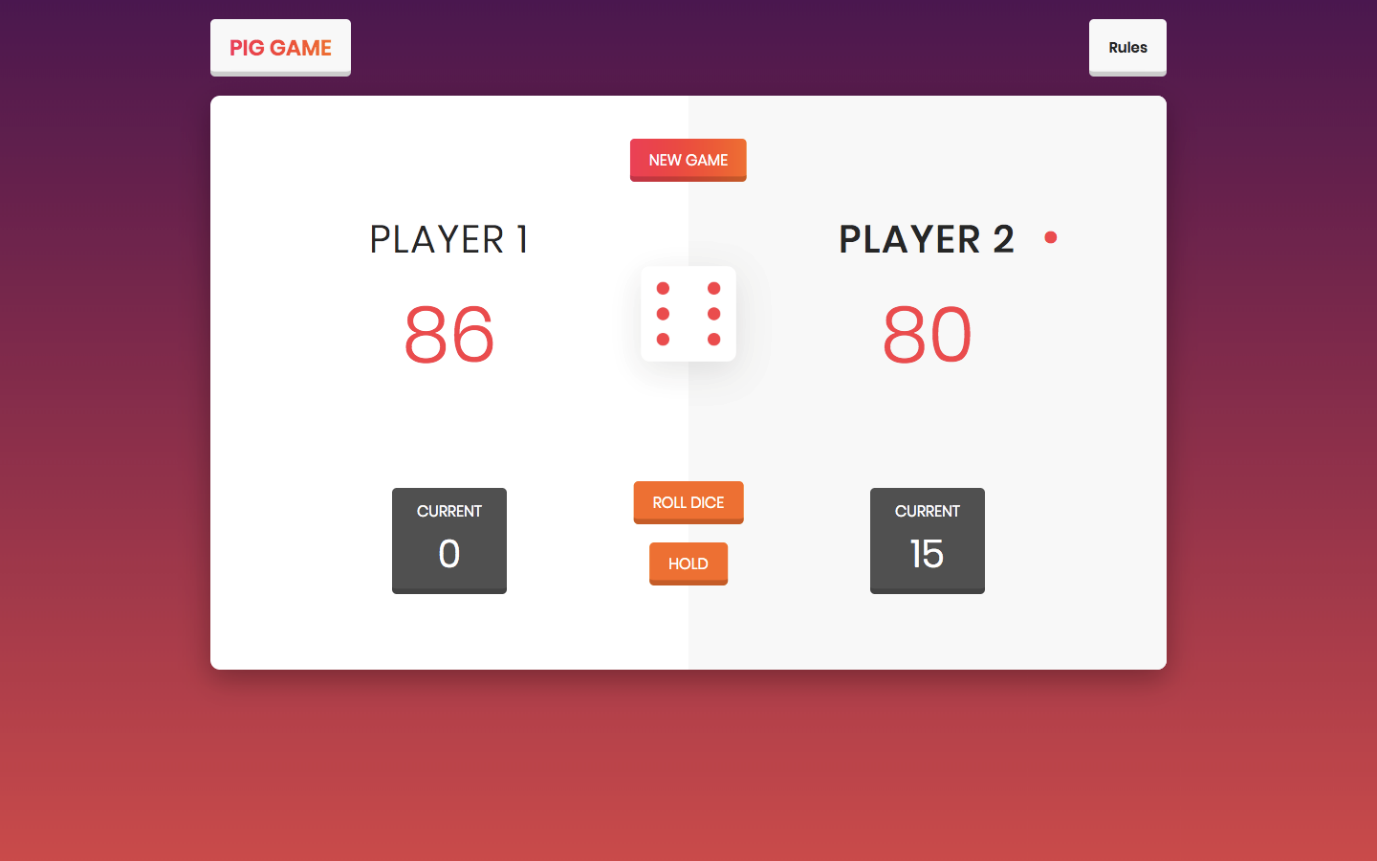 PIG GAME
Rules
NEW GAME
PLAYER 1
86
PLAYER 2
80
CURRENT
0
ROLL DICE
HOLD
CURRENT
15